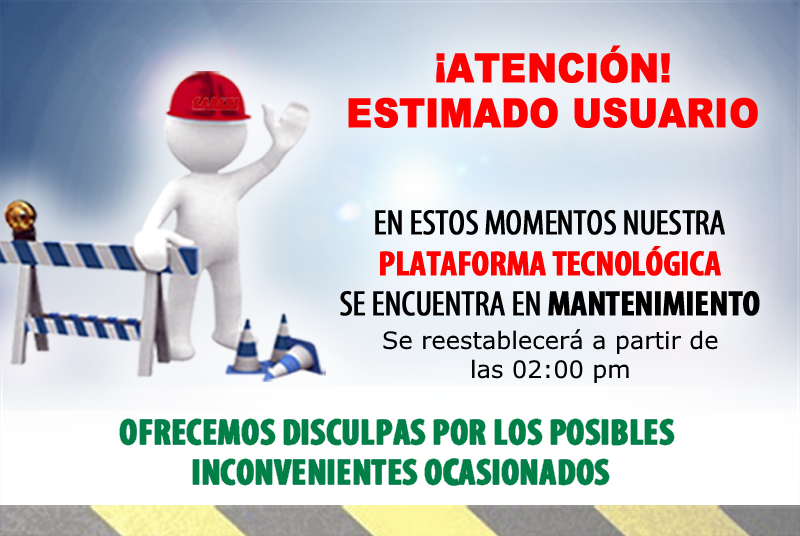 ¡ATENCIÓN!
ESTIMADO USUARIO
EN ESTOS MOMENTOS NUESTRA
PLATAFORMA TECNOLÓGICA
SE ENCUENTRA EN MANTENIMIENTO
Se reestablecerá a partir de
las 02:00 pm
OFRECEMOS DISCULPAS POR LOS POSIBLES
INCONVENIENTES OCASIONADOS